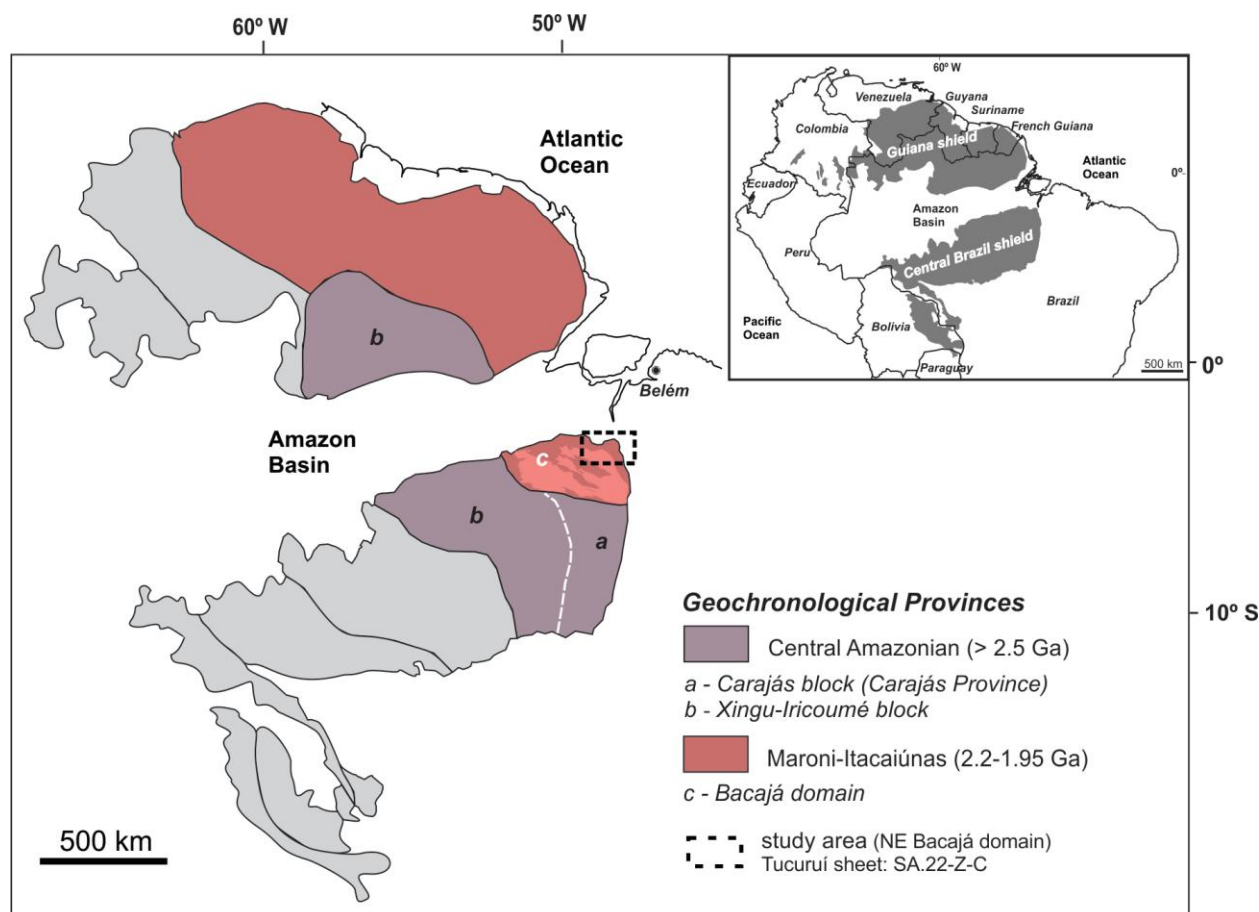 60º W
50º W
Atlantic
Ocean
b
Belém
Amazon
Basin
c
b
a
0º
10º S
500 km
60º W
Venezuela
Guyana
Suriname
French Guiana
Colombia
Guiana shield
Atlantic
Ocean
0º
Ecuador
Amazon
Basin
Peru
Central Brazil shield
Brazil
Bolivia
Pacific
Ocean
Paraguay
500 km
Geochronological Provinces
Central Amazonian (> 2.5 Ga)
a - Carajás block (Carajás Province)
b - Xingu-Iricoumé block
Maroni-Itacaiúnas (2.2-1.95 Ga)
c - Bacajá domain
study area (NE Bacajá domain)
Tucuruí sheet: SA.22-Z-C